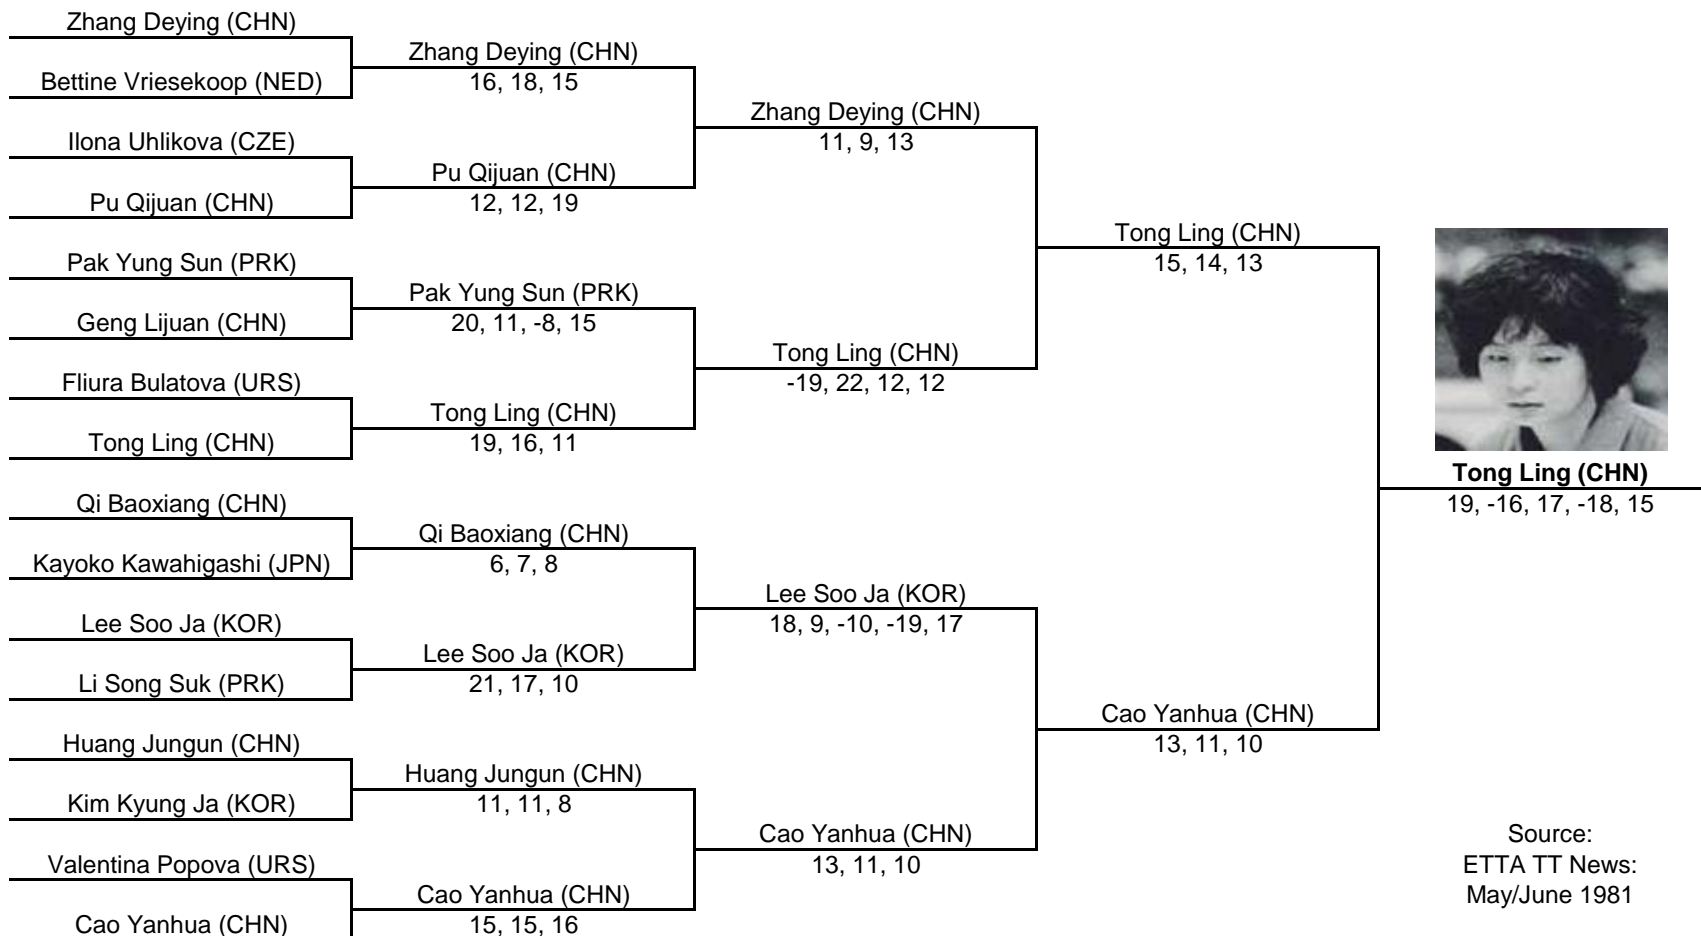 Zhang Deying (CHN)
Bettine Vriesekoop (NED)
Ilona Uhlikova (CZE)
Pu Qijuan (CHN)
Pak Yung Sun (PRK)
Geng Lijuan (CHN)
Fliura Bulatova (URS)
Tong Ling (CHN)
Qi Baoxiang (CHN)
Kayoko Kawahigashi (JPN)
Lee Soo Ja (KOR)
Li Song Suk (PRK)
Huang Jungun (CHN)
Kim Kyung Ja (KOR)
Valentina Popova (URS)
Cao Yanhua (CHN)
Zhang Deying (CHN)
16, 18, 15
Pu Qijuan (CHN)
12, 12, 19
Pak Yung Sun (PRK)
20, 11, -8, 15
Tong Ling (CHN)
19, 16, 11
Qi Baoxiang (CHN)
6, 7, 8
Lee Soo Ja (KOR)
21, 17, 10
Huang Jungun (CHN)
11, 11, 8
Cao Yanhua (CHN)
15, 15, 16
Zhang Deying (CHN)
11, 9, 13
Tong Ling (CHN)
-19, 22, 12, 12
Lee Soo Ja (KOR)
18, 9, -10, -19, 17
Cao Yanhua (CHN)
13, 11, 10
Tong Ling (CHN)
15, 14, 13
Cao Yanhua (CHN)
13, 11, 10
Tong Ling (CHN)
19, -16, 17, -18, 15
Source:
ETTA TT News:
May/June 1981